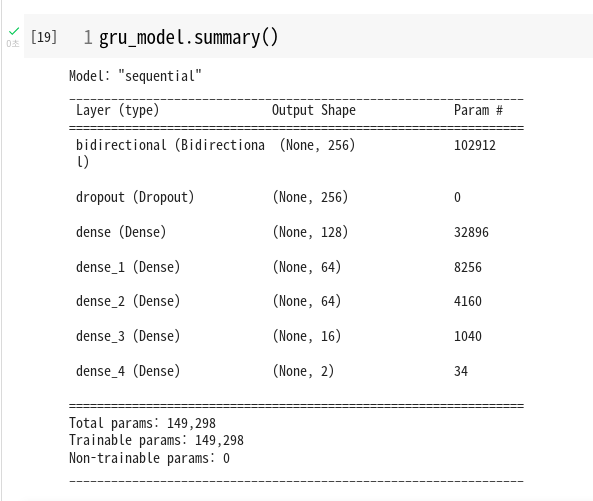 [19] 1 gru_model.summary()
0초
Model: "sequential"
_________________________________________________________________
Layer (type) Output Shape Param #
=================================================================
bidirectional (Bidirectiona (None, 256) 102912
l)
dropout (Dropout) (None, 256) 0
dense (Dense) (None, 128) 32896
dense_1 (Dense) (None, 64) 8256
dense_2 (Dense) (None, 64) 4160
dense_3 (Dense) (None, 16) 1040
dense_4 (Dense) (None, 2) 34
=================================================================
Total params: 149,298
Trainable params: 149,298
Non-trainable params: 0
_________________________________________________________________